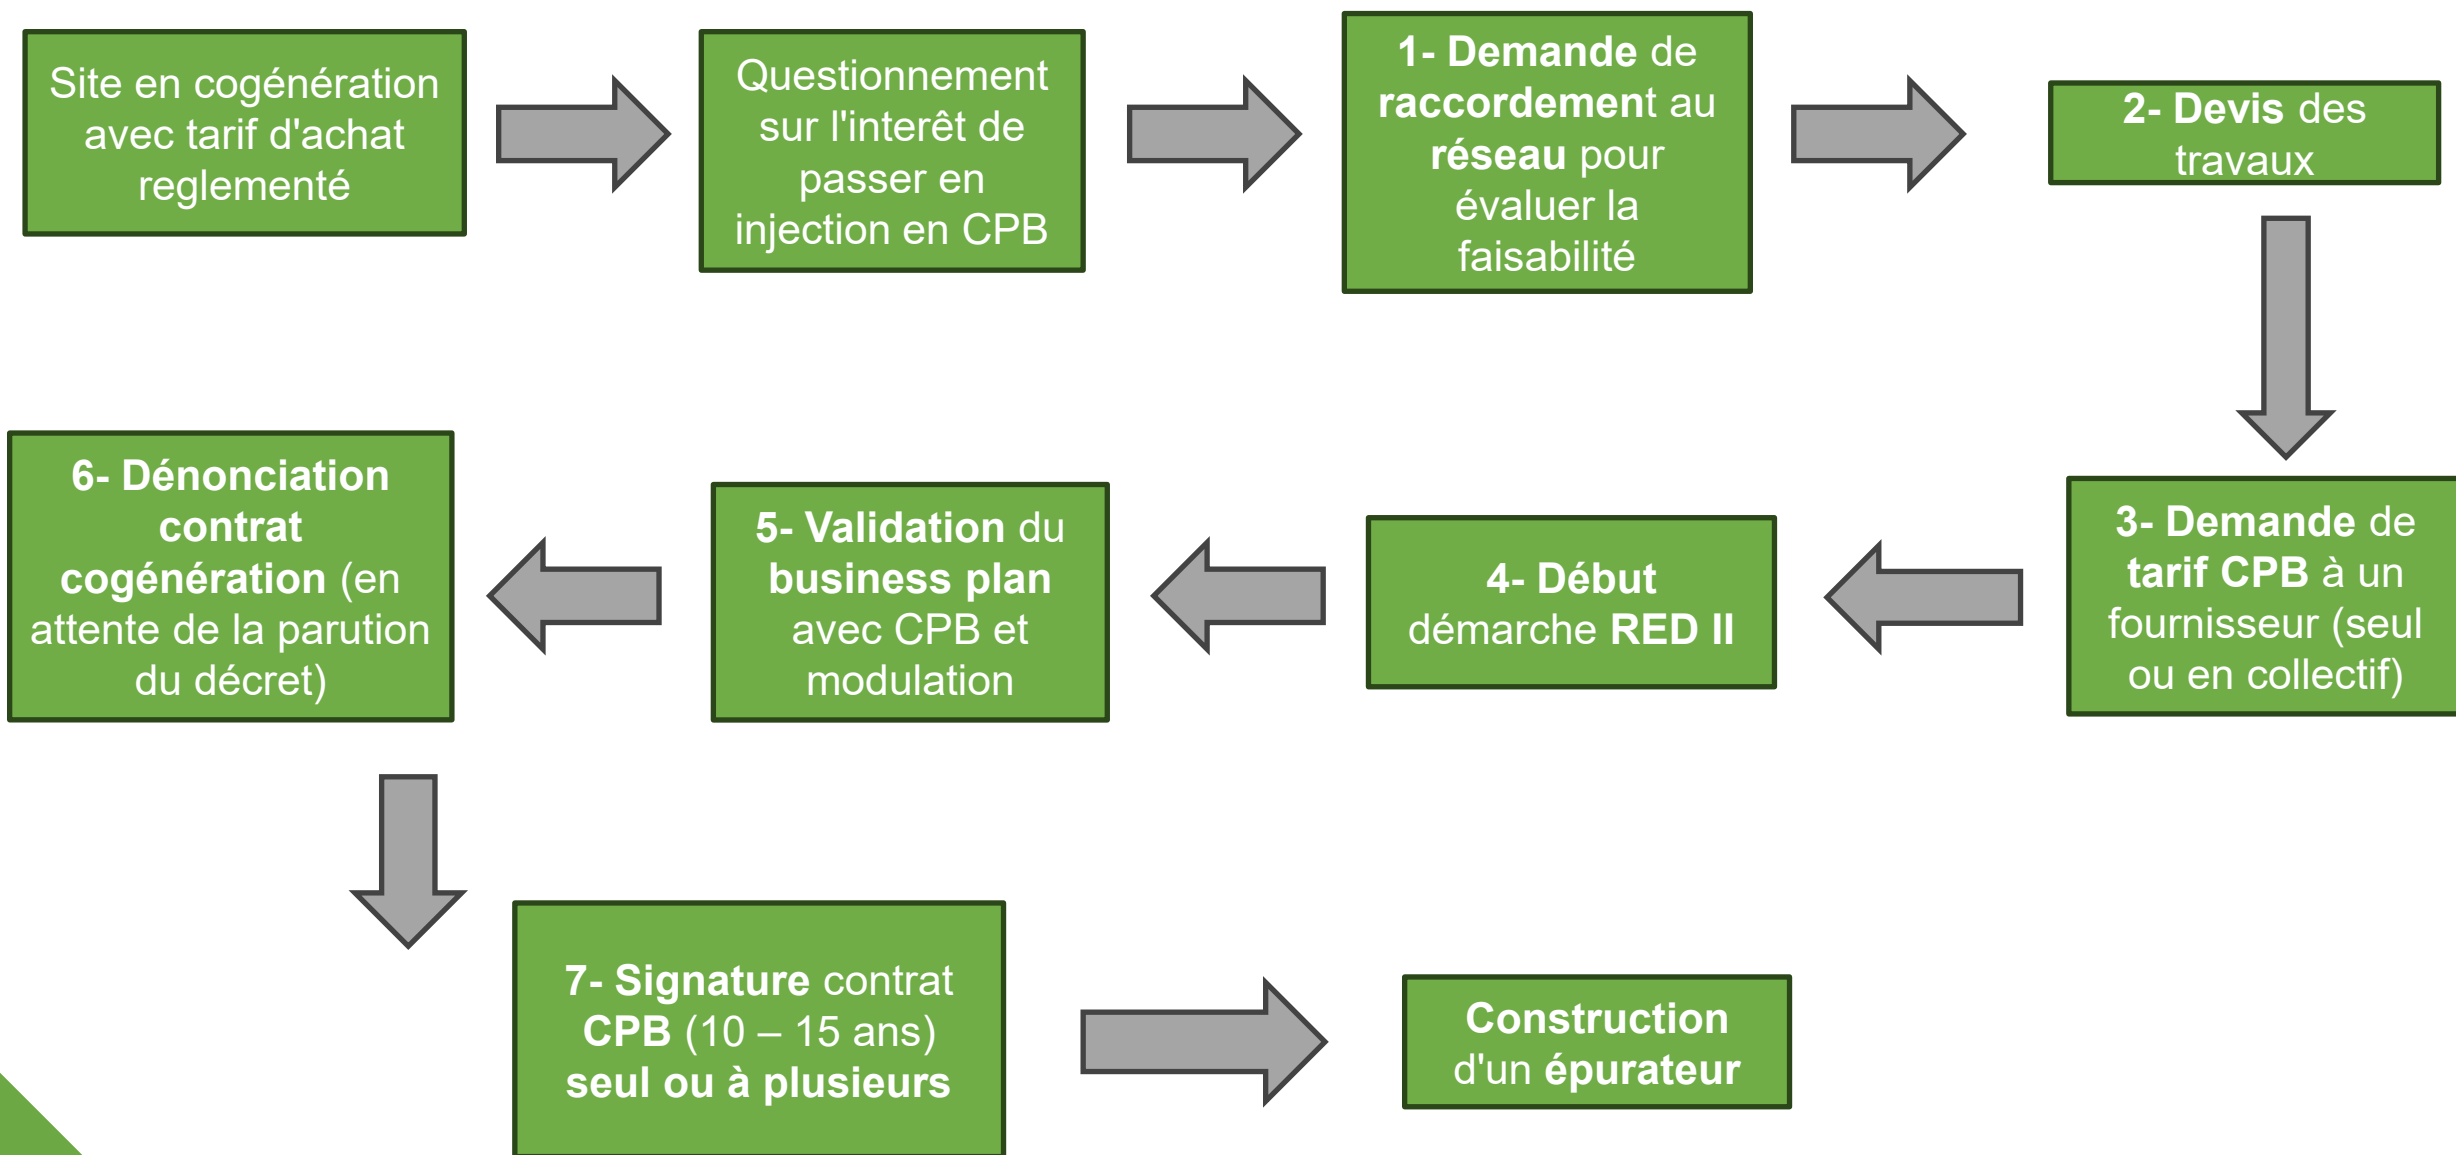 Site en cogénération
avec tarif d'achat
reglementé
Questionnement
sur l'interêt de
passer en
injection en CPB
1- Demande de
raccordement au
réseau pour
évaluer la
faisabilité
2- Devis des
travaux
3- Demande de
tarif CPB à un
fournisseur (seul
ou en collectif)
4- Début
démarche RED II
5- Validation du
business plan
avec CPB et
modulation
6- Dénonciation
contrat
cogénération (en
attente de la parution
du décret)
7- Signature contrat
CPB (10 – 15 ans)
seul ou à plusieurs
Construction
d'un épurateur